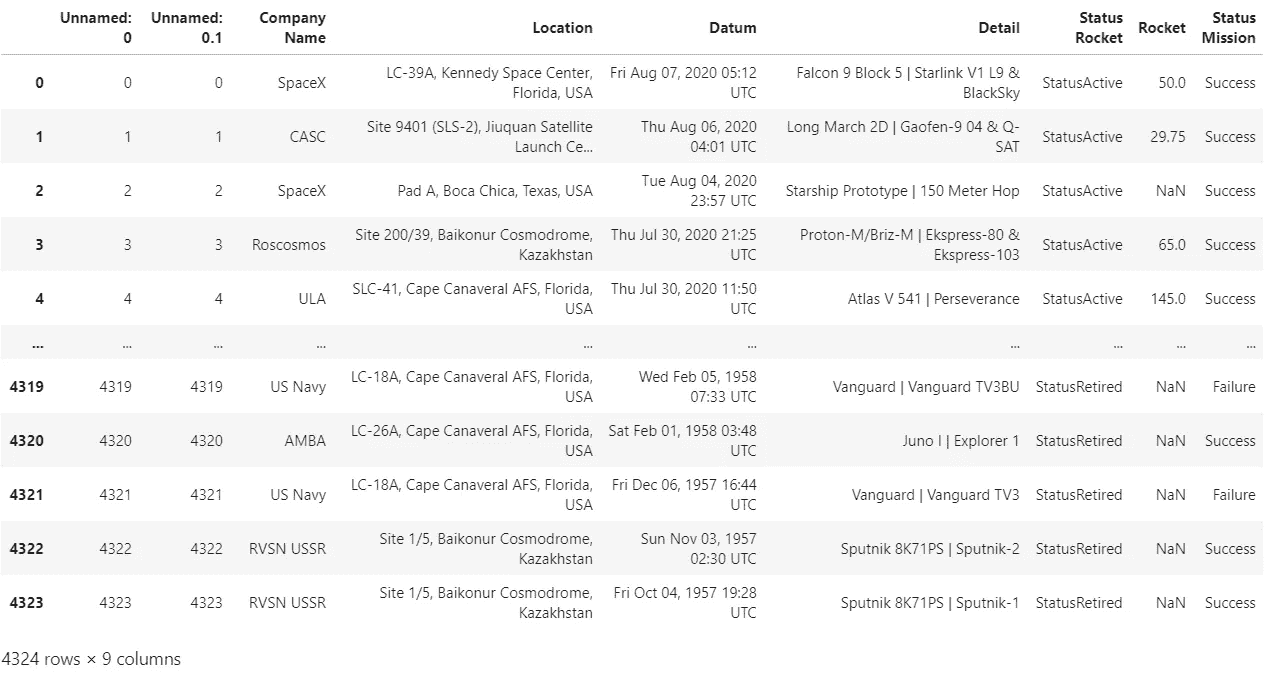 Unnamed: 0 Unnamed: 0.1 Company Name Location Datum Detail Status Rocket Rocket Status Mission
0 0 0 SpaceX LC-39A, Kennedy Space Center, Florida, USA Fri Aug 07, 2020 05:12 UTC Falcon 9 Block 5 | Starlink V1 L9 & BlackSky StatusActive 50.0 Success
1 1 1 CASC Site 9401 (SLS-2), Jiuquan Satellite Launch Ce... Thu Aug 06, 2020 04:01 UTC Long March 2D | Gaofen-9 04 & Q-SAT StatusActive 29.75 Success
2 2 2 SpaceX Pad A, Boca Chica, Texas, USA Tue Aug 04, 2020 23:57 UTC Starship Prototype | 150 Meter Hop StatusActive NaN Success
3 3 3 Roscosmos Site 200/39, Baikonur Cosmodrome, Kazakhstan Thu Jul 30, 2020 21:25 UTC Proton-M/Briz-M | Ekspress-80 & Ekspress-103 StatusActive 65.0 Success
4 4 4 ULA SLC-41, Cape Canaveral AFS, Florida, USA Thu Jul 30, 2020 11:50 UTC Atlas V 541 | Perseverance StatusActive 145.0 Success
... ... ... ... ... ... ... ... ... ...
4319 4319 4319 US Navy LC-18A, Cape Canaveral AFS, Florida, USA Wed Feb 05, 1958 07:33 UTC Vanguard | Vanguard TV3BU StatusRetired NaN Failure
4320 4320 4320 AMBA LC-26A, Cape Canaveral AFS, Florida, USA Sat Feb 01, 1958 03:48 UTC Juno I | Explorer 1 StatusRetired NaN Success
4321 4321 4321 US Navy LC-18A, Cape Canaveral AFS, Florida, USA Fri Dec 06, 1957 16:44 UTC Vanguard | Vanguard TV3 StatusRetired NaN Failure
4322 4322 4322 RVSN USSR Site 1/5, Baikonur Cosmodrome, Kazakhstan Sun Nov 03, 1957 02:30 UTC Sputnik 8K71PS | Sputnik-2 StatusRetired NaN Success
4323 4323 4323 RVSN USSR Site 1/5, Baikonur Cosmodrome, Kazakhstan Fri Oct 04, 1957 19:28 UTC Sputnik 8K71PS | Sputnik-1 StatusRetired NaN Success
4324 rows × 9 columns